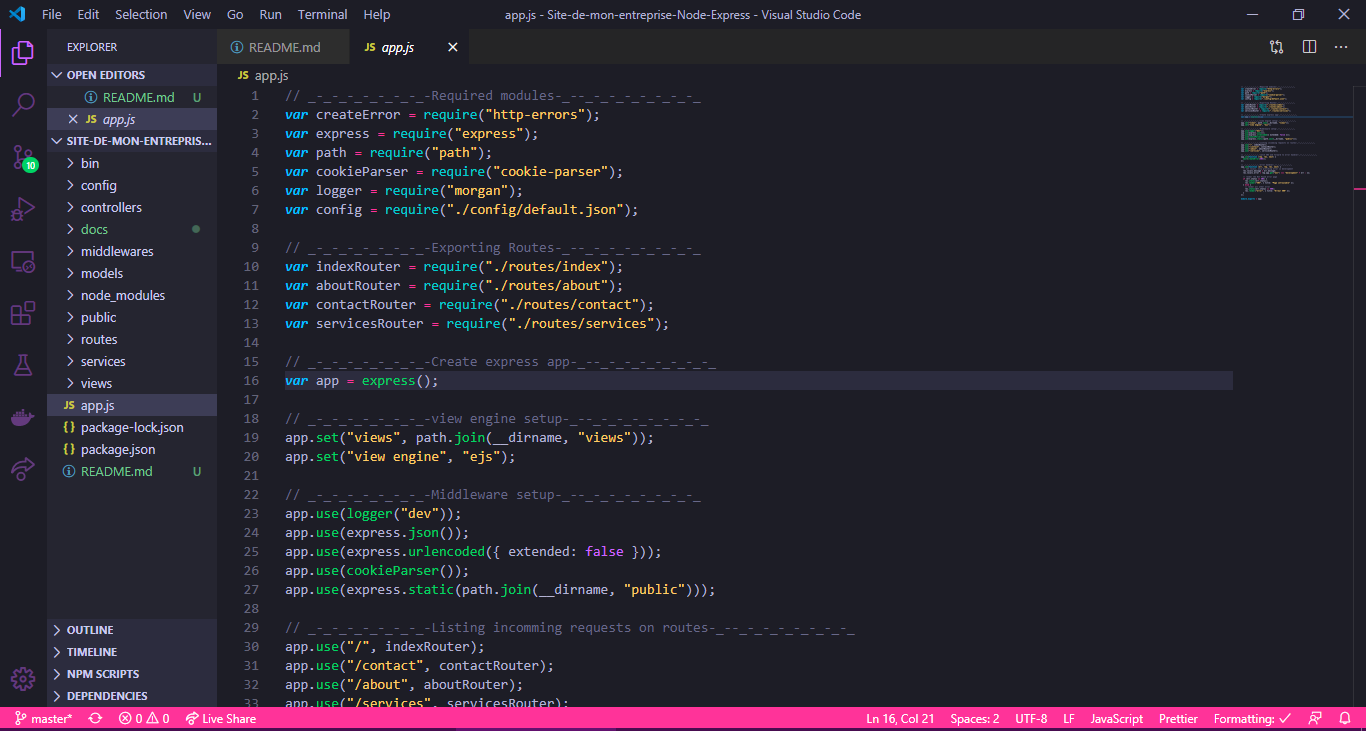 File Edit Selection View Go Run Terminal Help
app.js - Site-de-mon-entreprise-Node-Express - Visual Studio Code
EXPLORER
OPEN EDITORS
README.md U
JS app.js
SITE-DE-MON-ENTREPRIS...
bin
config
controllers
docs
middlewares
models
node_modules
public
routes
services
views
JS app.js
{} package-lock.json
{} package.json
README.md U
OUTLINE
TIMELINE
NPM SCRIPTS
DEPENDENCIES
10
README.md
JS app.js
JS app.js
1 // _-_-_-_-_-_-_-_-Required modules-_--_-_-_-_-_-_-_
2 var createError = require("http-errors");
3 var express = require("express");
4 var path = require("path");
5 var cookieParser = require("cookie-parser");
6 var logger = require("morgan");
7 var config = require("./config/default.json");
8
9 // _-_-_-_-_-_-_-_-Exporting Routes-_--_-_-_-_-_-_-_
10 var indexRouter = require("./routes/index");
11 var aboutRouter = require("./routes/about");
12 var contactRouter = require("./routes/contact");
13 var servicesRouter = require("./routes/services");
14
15 // _-_-_-_-_-_-_-_-Create express app-_--_-_-_-_-_-_-_
16 var app = express();
17
18 // _-_-_-_-_-_-_-_-view engine setup-_--_-_-_-_-_-_-_
19 app.set("views", path.join(__dirname, "views"));
20 app.set("view engine", "ejs");
21
22 // _-_-_-_-_-_-_-_-Middleware setup-_--_-_-_-_-_-_-_
23 app.use(logger("dev"));
24 app.use(express.json());
25 app.use(express.urlencoded({ extended: false }));
26 app.use(cookieParser());
27 app.use(express.static(path.join(__dirname, "public")));
28
29 // _-_-_-_-_-_-_-_-Listing incomming requests on routes-_--_-_-_-_-_-_-_
30 app.use("/", indexRouter);
31 app.use("/contact", contactRouter);
32 app.use("/about", aboutRouter);
33 app.use("/services", servicesRouter);
master* 0 0 Live Share
Ln 16, Col 21 Spaces: 2 UTF-8 LF JavaScript Prettier Formatting: ✓